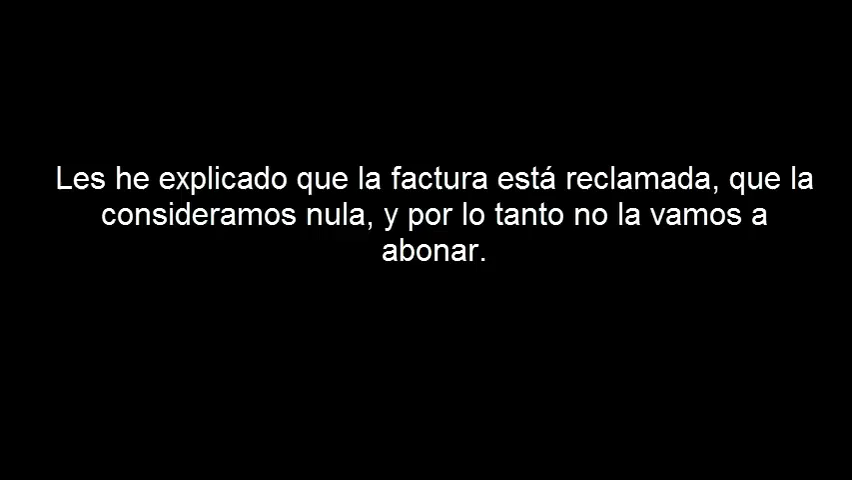 Les he explicado que la factura está reclamada, que la
consideramos nula, y por lo tanto no la vamos a
abonar.